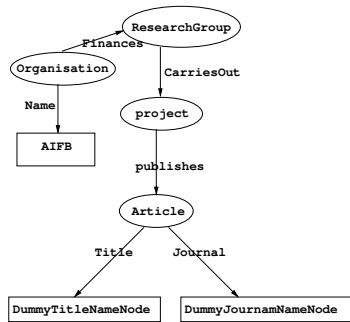 ResearchGroup
Finances
Organisation
CarriesOut
Name
project
AIFB
publishes
Article
Title
Journal
DummyTitleNameNode
DummyJournamNameNode